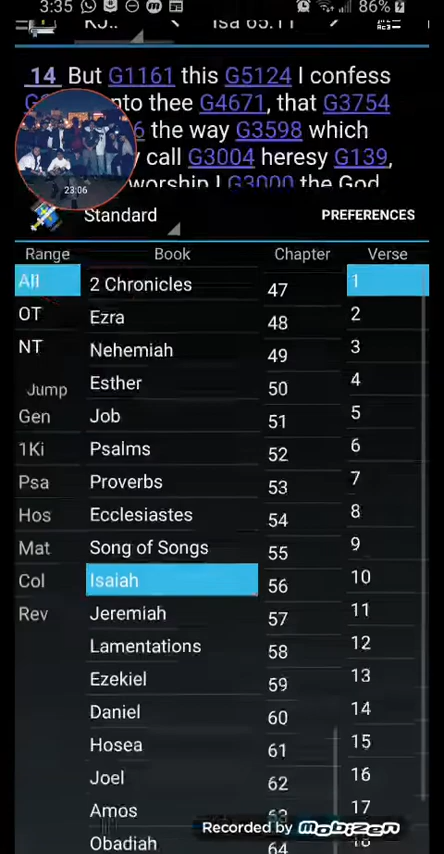 3:35 86%
KJ.. Isa 65:11
14 But G1161 this G5124 I confess
unto thee G4671, that G3754
the way G3598 which
call G3004 heresy G139,
worship I G3000 the God
23:06
Standard PREFERENCES
Range Book Chapter Verse
All 2 Chronicles 47 1
OT Ezra 48 2
NT Nehemiah 49 3
Jump Esther 50 4
Gen Job 51 5
1Ki Psalms 52 6
Psa Proverbs 53 7
Hos Ecclesiastes 54 8
Mat Song of Songs 55 9
Col Isaiah 56 10
Rev Jeremiah 57 11
Lamentations 58 12
Ezekiel 59 13
Daniel 60 14
Hosea 61 15
Joel 62 16
Amos 63 17
Obadiah 64 18
Recorded by Mobizen